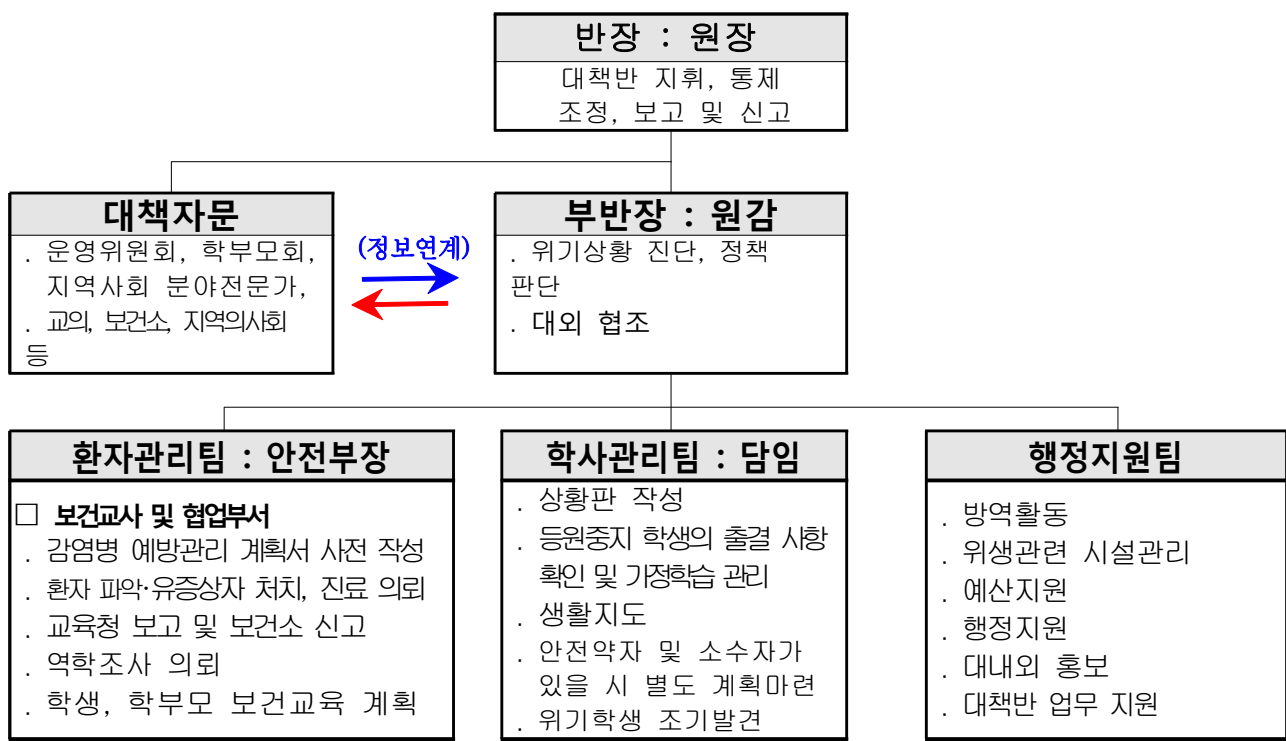 반장 : 원장
대책반 지휘, 통제
조정, 보고 및 신고
대책자문
. 운영위원회, 학부모회,
지역사회 분야전문가,
. 교의, 보건소, 지역의사회
등
(정보연계)
부반장 : 원감
. 위기상황 진단, 정책
판단
. 대외 협조
환자관리팀 : 안전부장
□ 보건교사 및 협업부서
. 감염병 예방관리 계획서 사전 작성
. 환자 파악·유증상자 처치, 진료 의뢰
. 교육청 보고 및 보건소 신고
. 역학조사 의뢰
. 학생, 학부모 보건교육 계획
학사관리팀 : 담임
. 상황판 작성
. 등원중지 학생의 출결 사항
확인 및 가정학습 관리
. 생활지도
. 안전약자 및 소수자가
있을 시 별도 계획마련
. 위기학생 조기발견
행정지원팀
. 방역활동
. 위생관련 시설관리
. 예산지원
. 행정지원
. 대내외 홍보
. 대책반 업무 지원